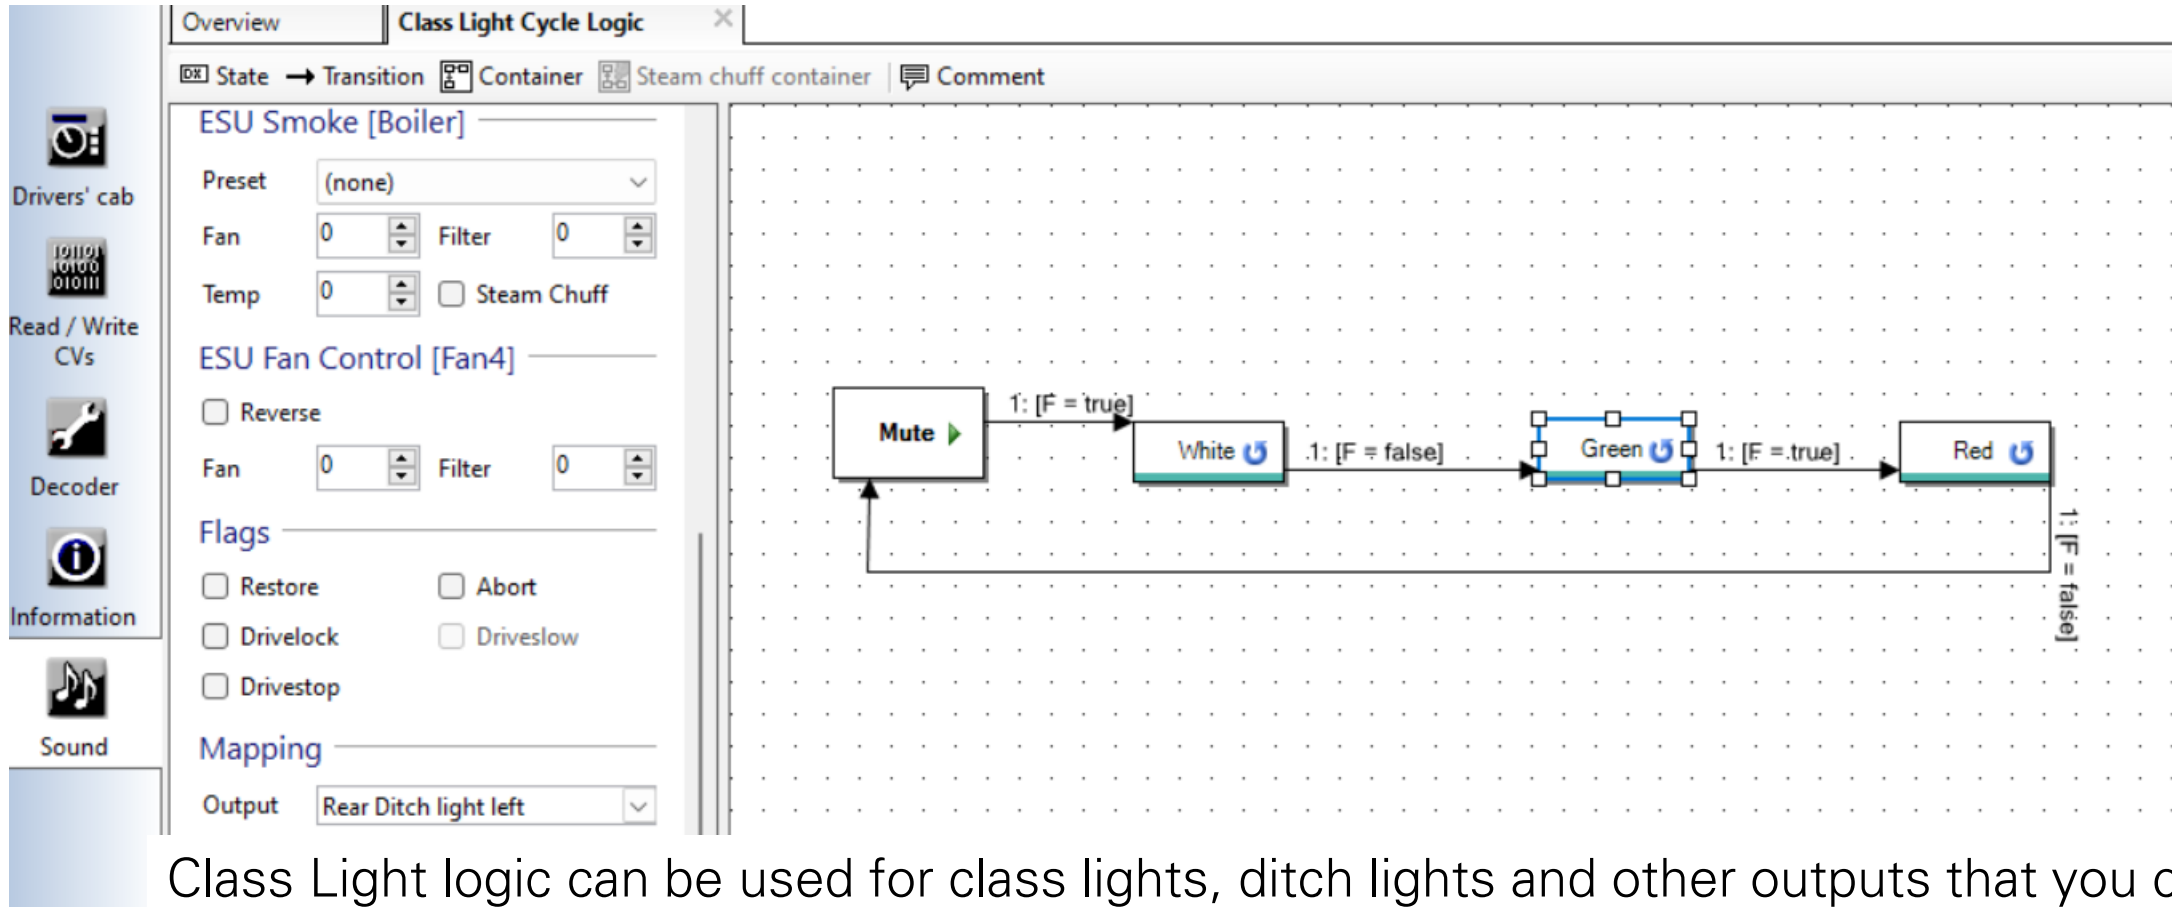 Overview
Class Light Cycle Logic
State Transition Container Steam chuff container Comment
Drivers' cab
10110
10100
01011
Read / Write
CVs
Decoder
Information
Sound
ESU Smoke [Boiler]
Preset (none)
Fan 0 Filter 0
Temp 0 Steam Chuff
ESU Fan Control [Fan4]
Reverse
Fan 0 Filter 0
Flags
Restore Abort
Drivelock Driveslow
Drivestop
Mapping
Output Rear Ditch light left
Mute
1: [F = true]
White
1: [F = false]
Green
1: [F = true]
Red
1: [F = false]
Class Light logic can be used for class lights, ditch lights and other outputs that you